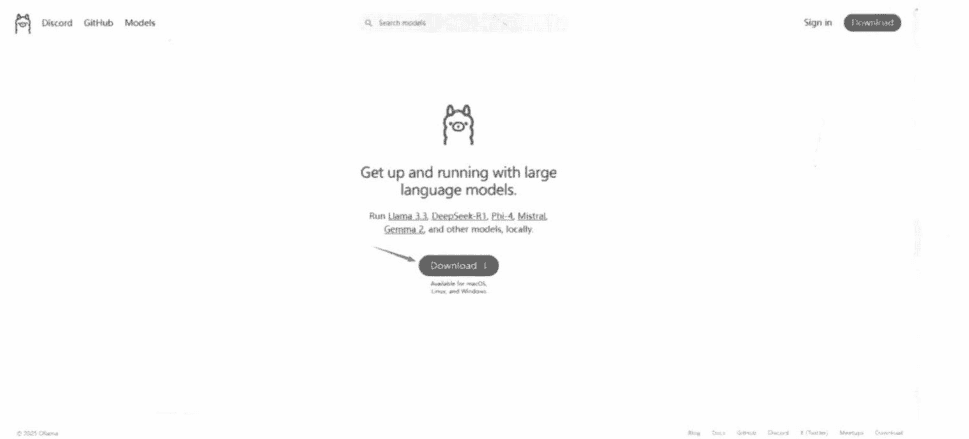 Discord GitHub Models
Search models
Sign in Download
Get up and running with large
language models.
Run Llama 3.3, DeepSeek-R1, Phi-4, Mistral,
Gemma 2, and other models, locally.
Download ↓
Available for macOS,
Linux, and Windows
© 2025 Ollama
Blog Docs GitHub Discord X (Twitter) Meetups Download